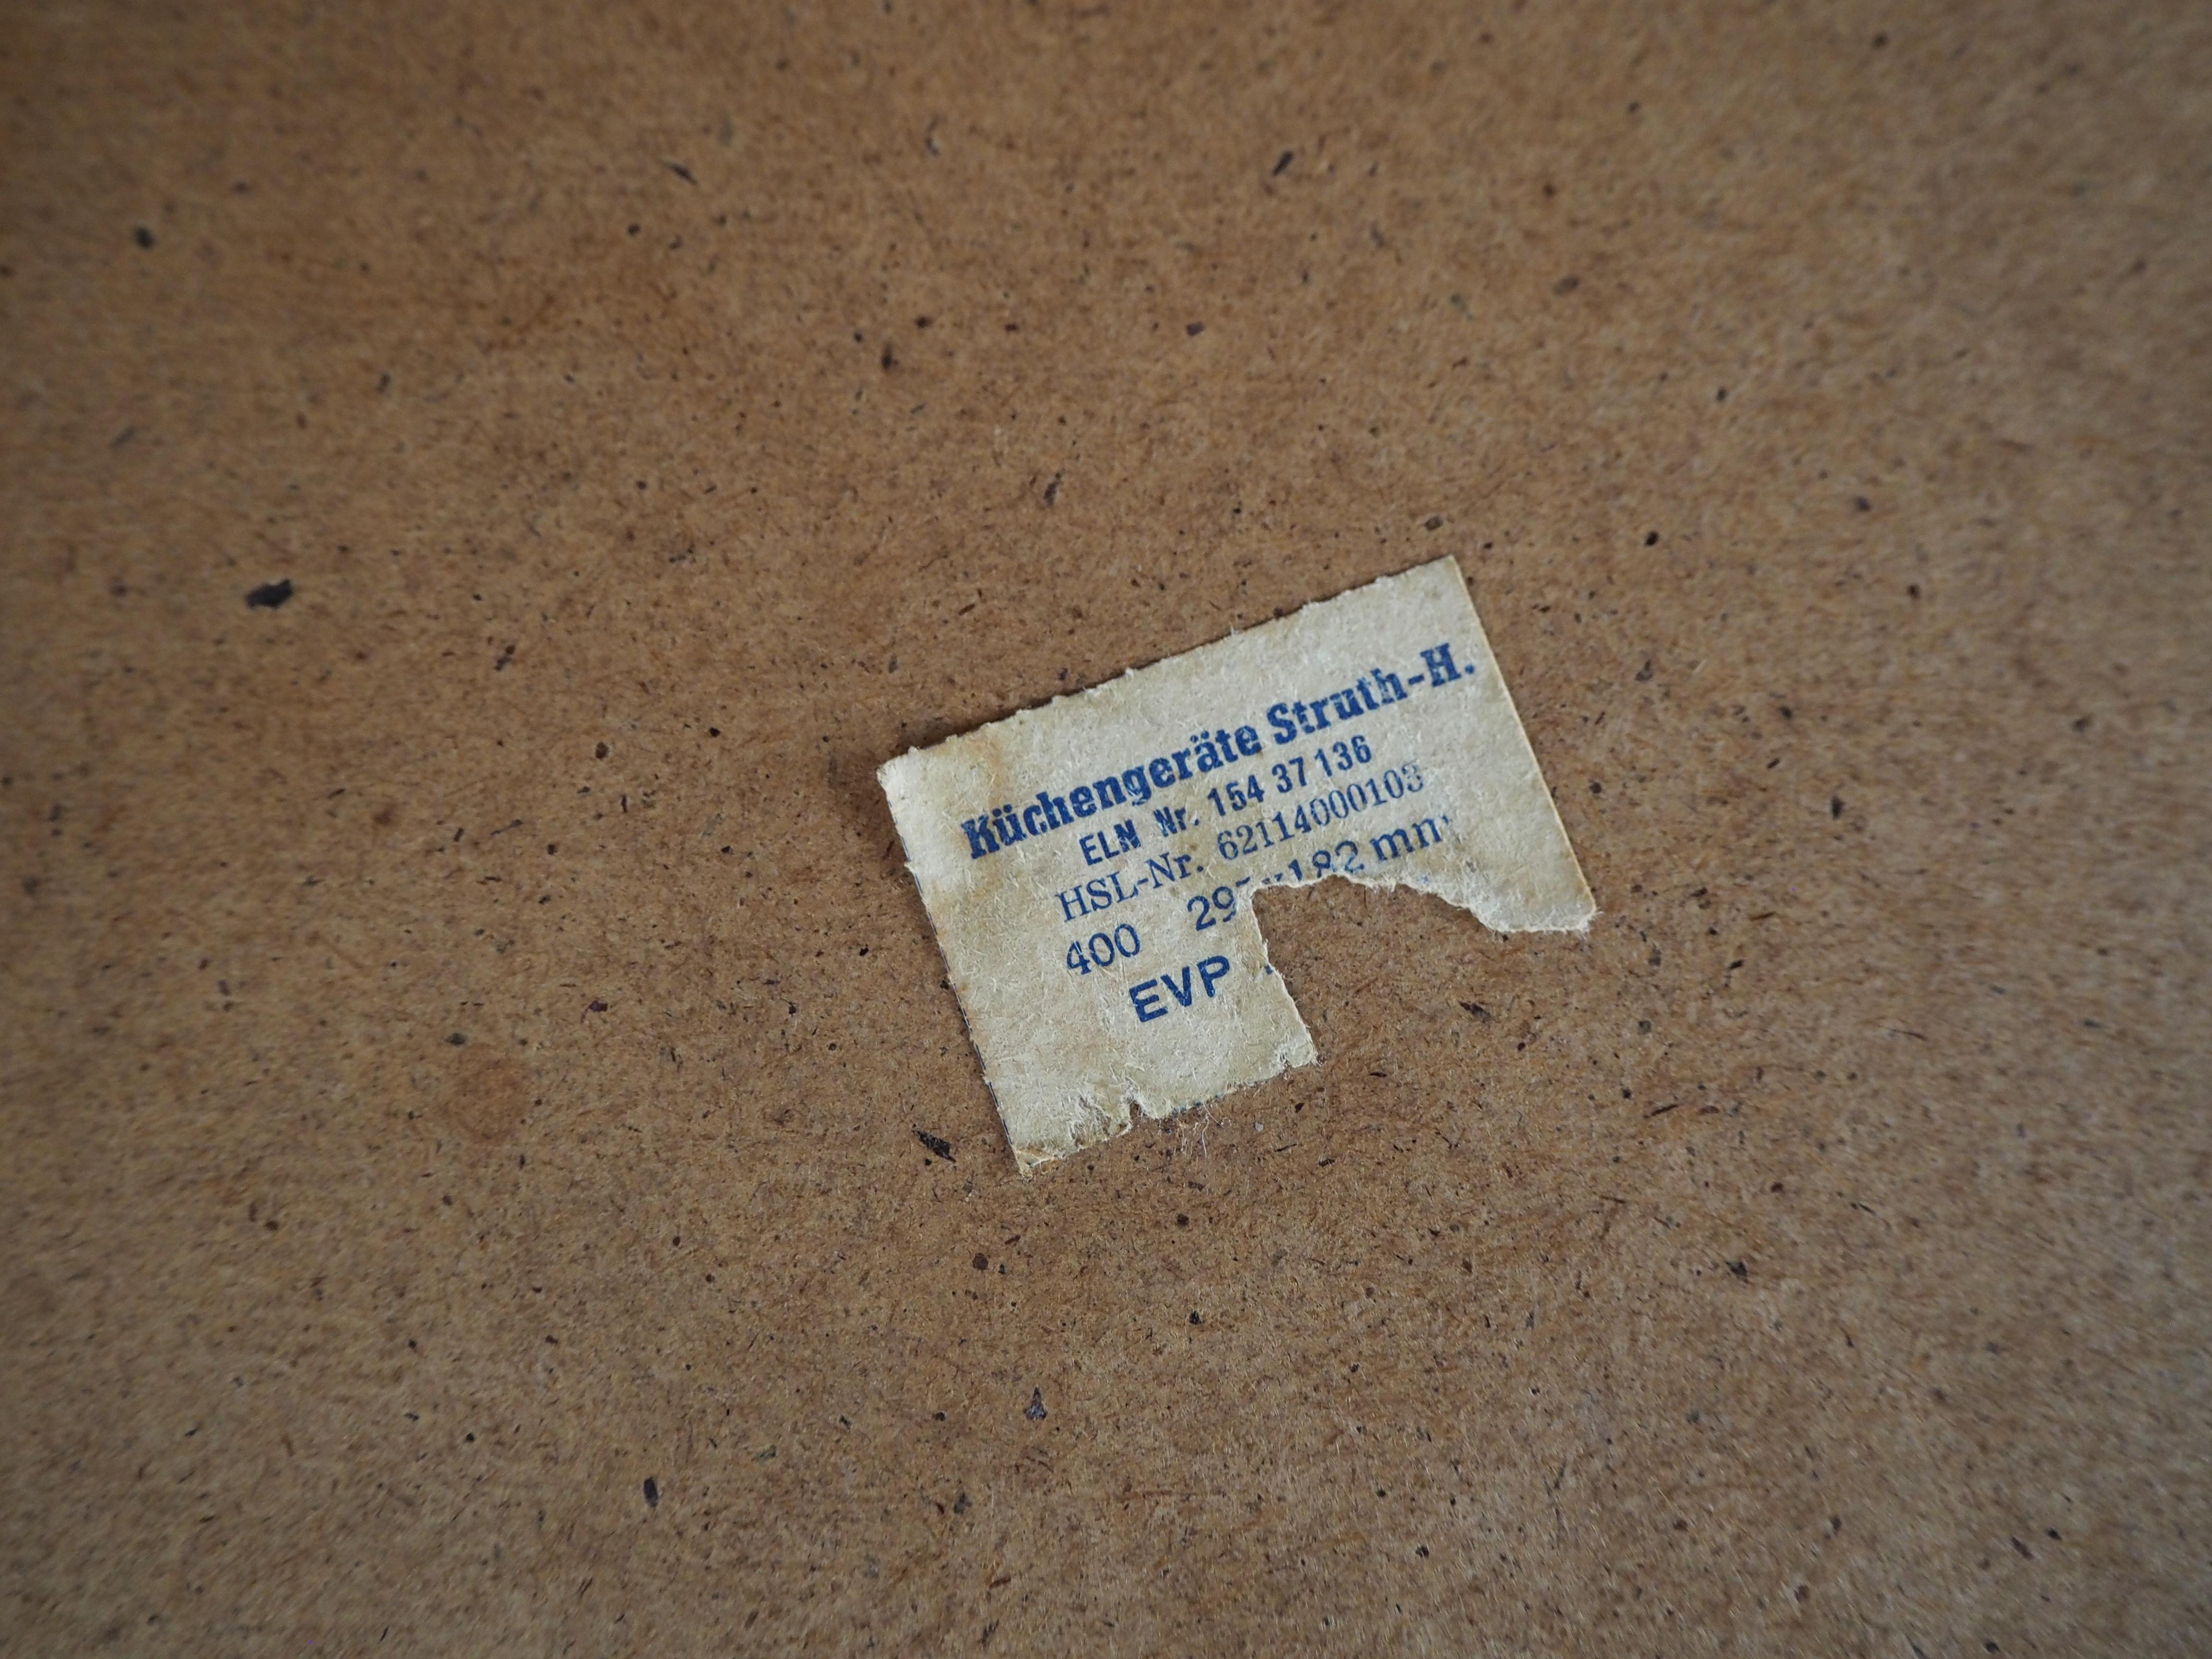 Küchengeräte Struth-H.
ELN Nr. 154 37 136
HSL-Nr. 62114000103
400
EVP